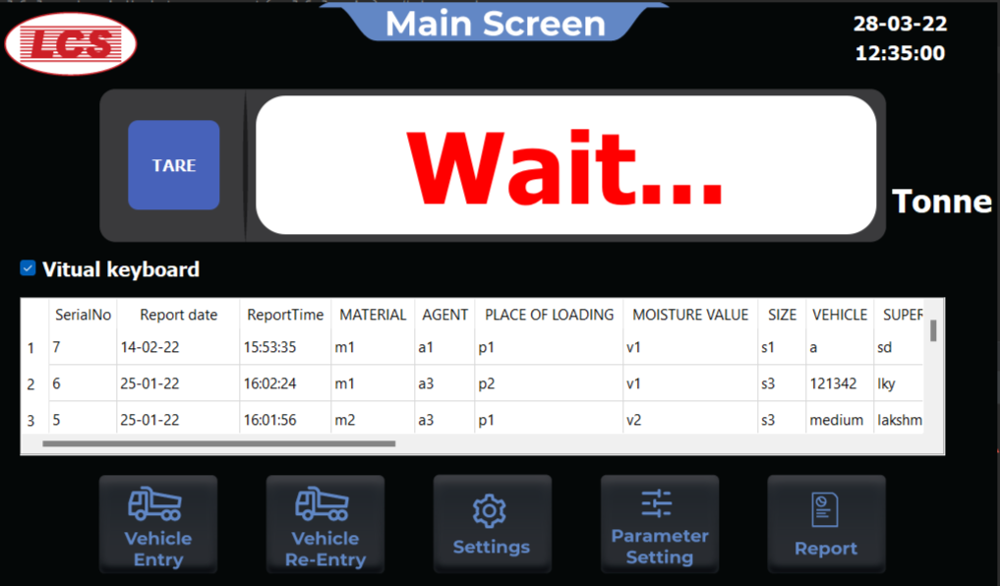 Main Screen
28-03-22
12:35:00
LCS
TARE
Wait...
Tonne
Vitual keyboard
SerialNo Report date ReportTime MATERIAL AGENT PLACE OF LOADING MOISTURE VALUE SIZE VEHICLE SUPER
1 7 14-02-22 15:53:35 m1 a1 p1 v1 s1 a sd
2 6 25-01-22 16:02:24 m1 a3 p2 v1 s3 121342 lky
3 5 25-01-22 16:01:56 m2 a3 p1 v2 s3 medium lakshm
Vehicle
Entry
Vehicle
Re-Entry
Settings
Parameter
Setting
Report